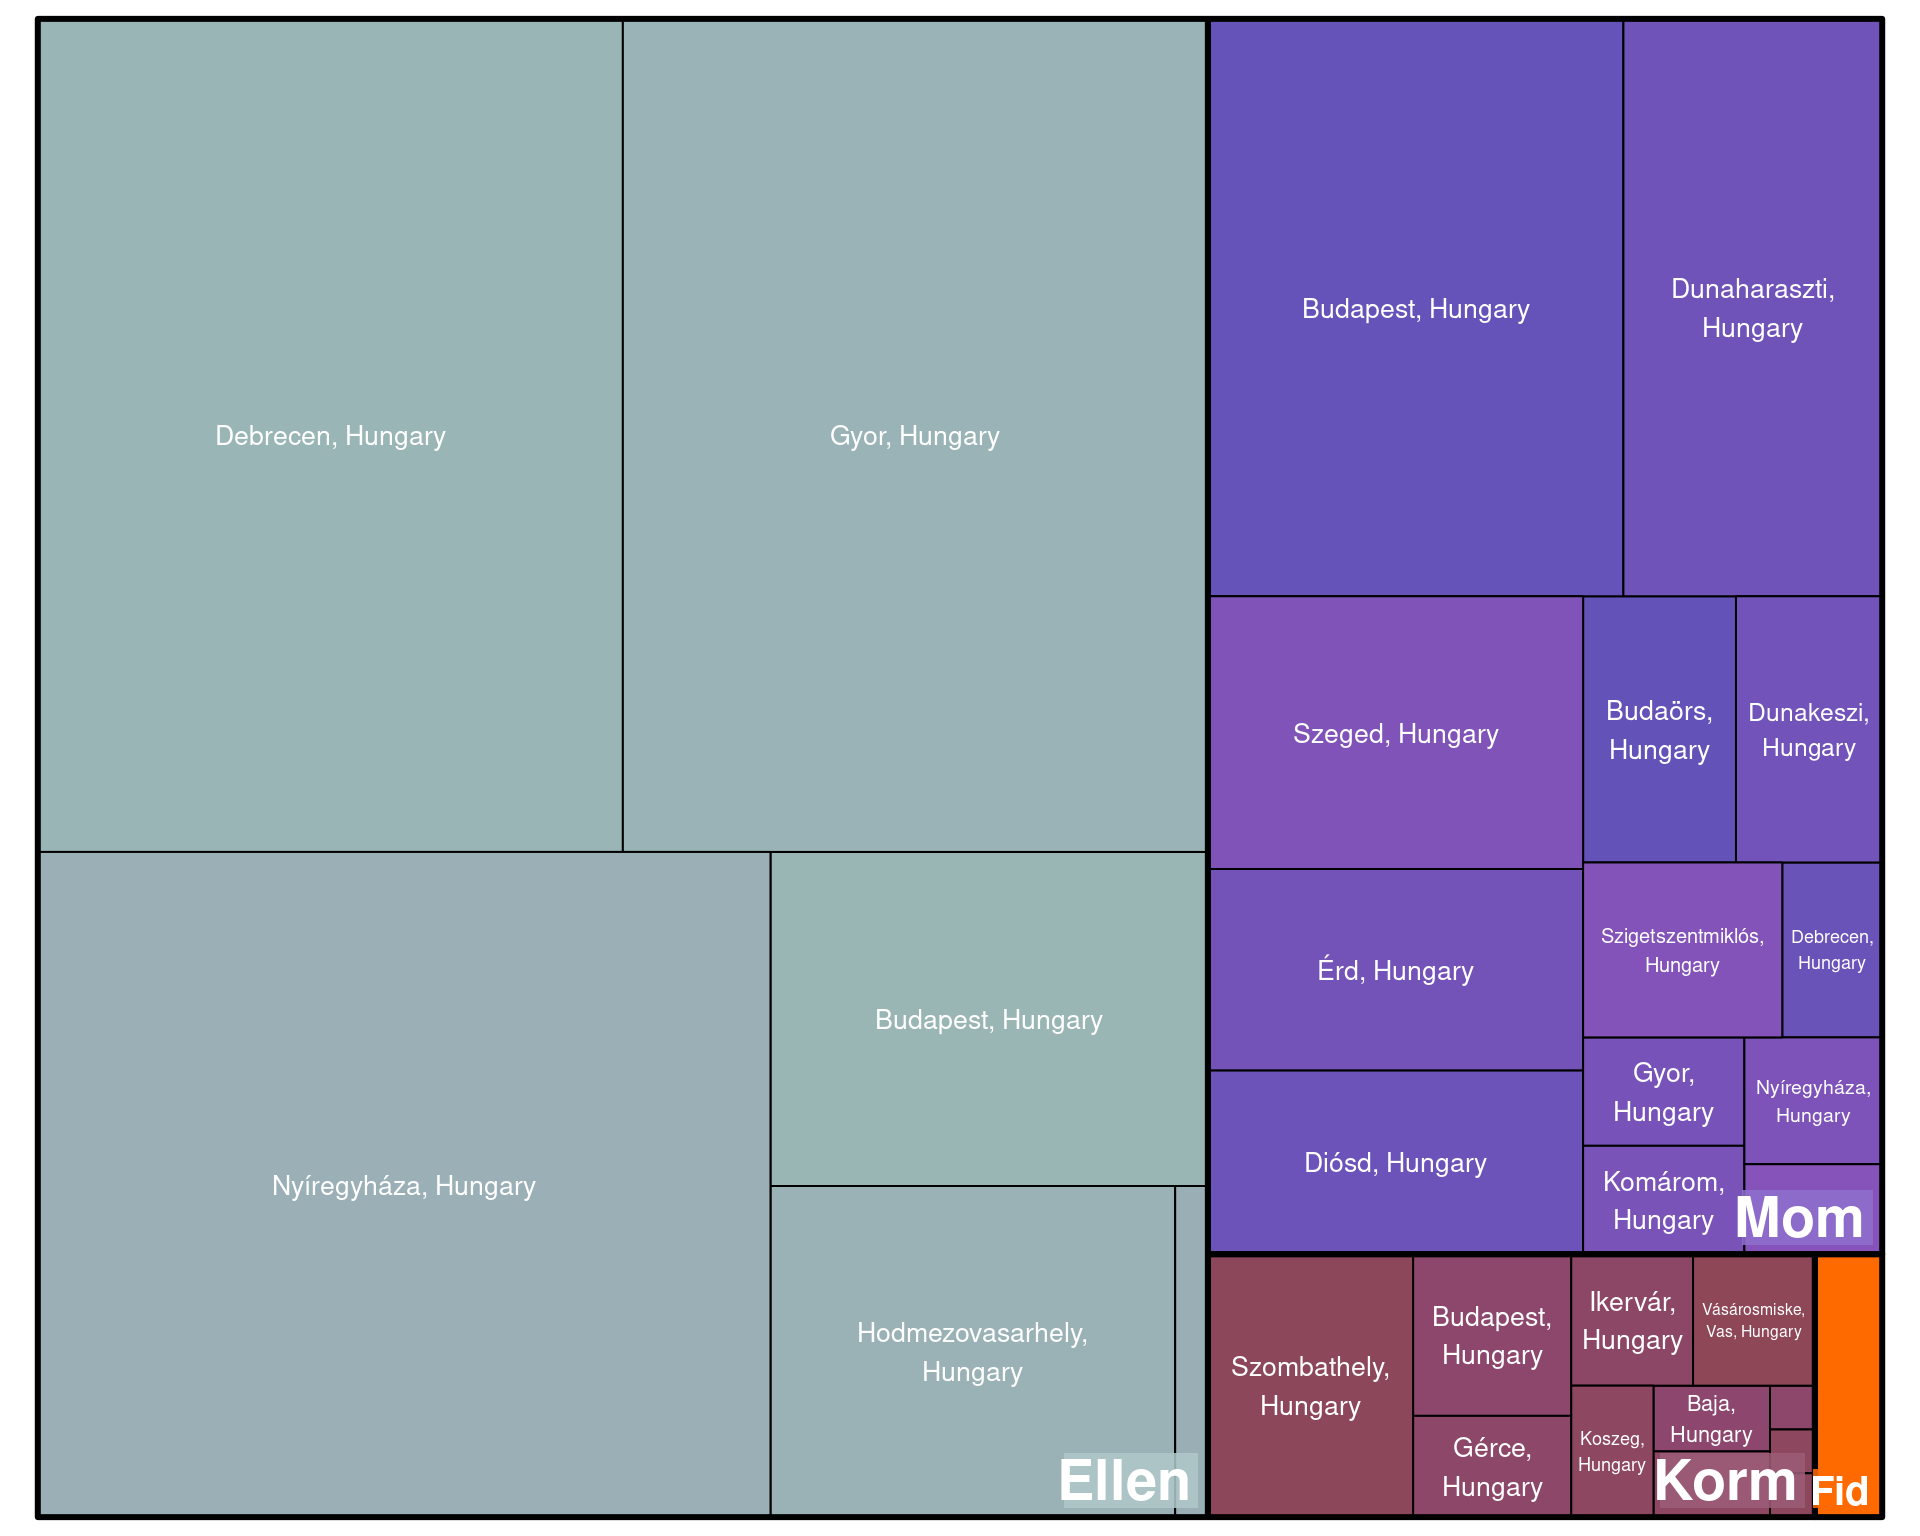 Debrecen, Hungary
Gyor, Hungary
Nyíregyháza, Hungary
Budapest, Hungary
Hodmezovasarhely,
Hungary
Ellen
Budapest, Hungary
Dunaharaszti,
Hungary
Szeged, Hungary
Budaörs,
Hungary
Dunakeszi,
Hungary
Érd, Hungary
Szigetszentmiklós,
Hungary
Debrecen,
Hungary
Diósd, Hungary
Gyor,
Hungary
Nyíregyháza,
Hungary
Komárom,
Hungary
Mom
Szombathely,
Hungary
Budapest,
Hungary
Gérce,
Hungary
Ikervár,
Hungary
Vásárosmiske,
Vas, Hungary
Koszeg,
Hungary
Baja,
Hungary
Korm
Fid